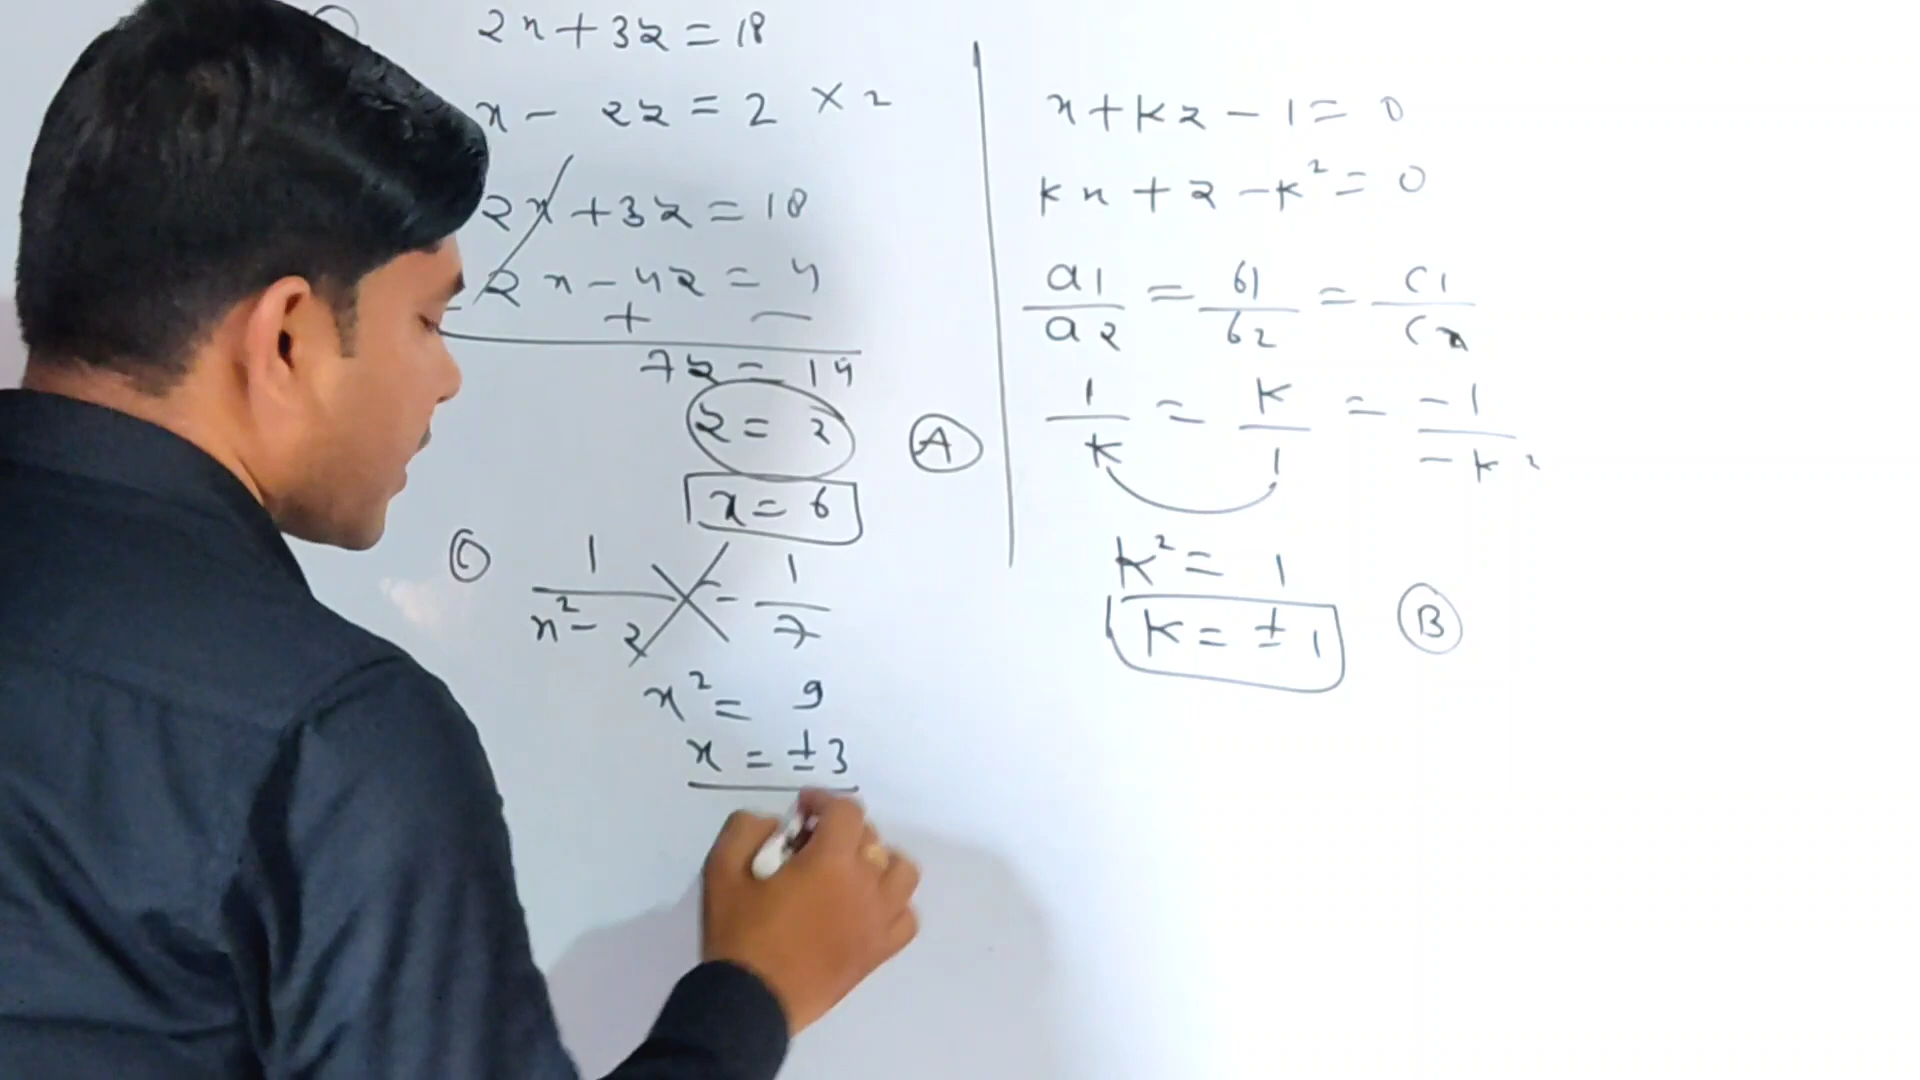 2x+3z=18
x-2z=2 ×2
2x+3z=18
2x-4z=4
+ -
7z=14
z=2
A
x=6
C 1/x²-2 = 1/7
x²=9
x=±3
x+kz-1=0
kx+z-k²=0
a1/a2 = b1/b2 = c1/c2
1/k = k/1 = -1/-k²
k²=1
k=±1
B